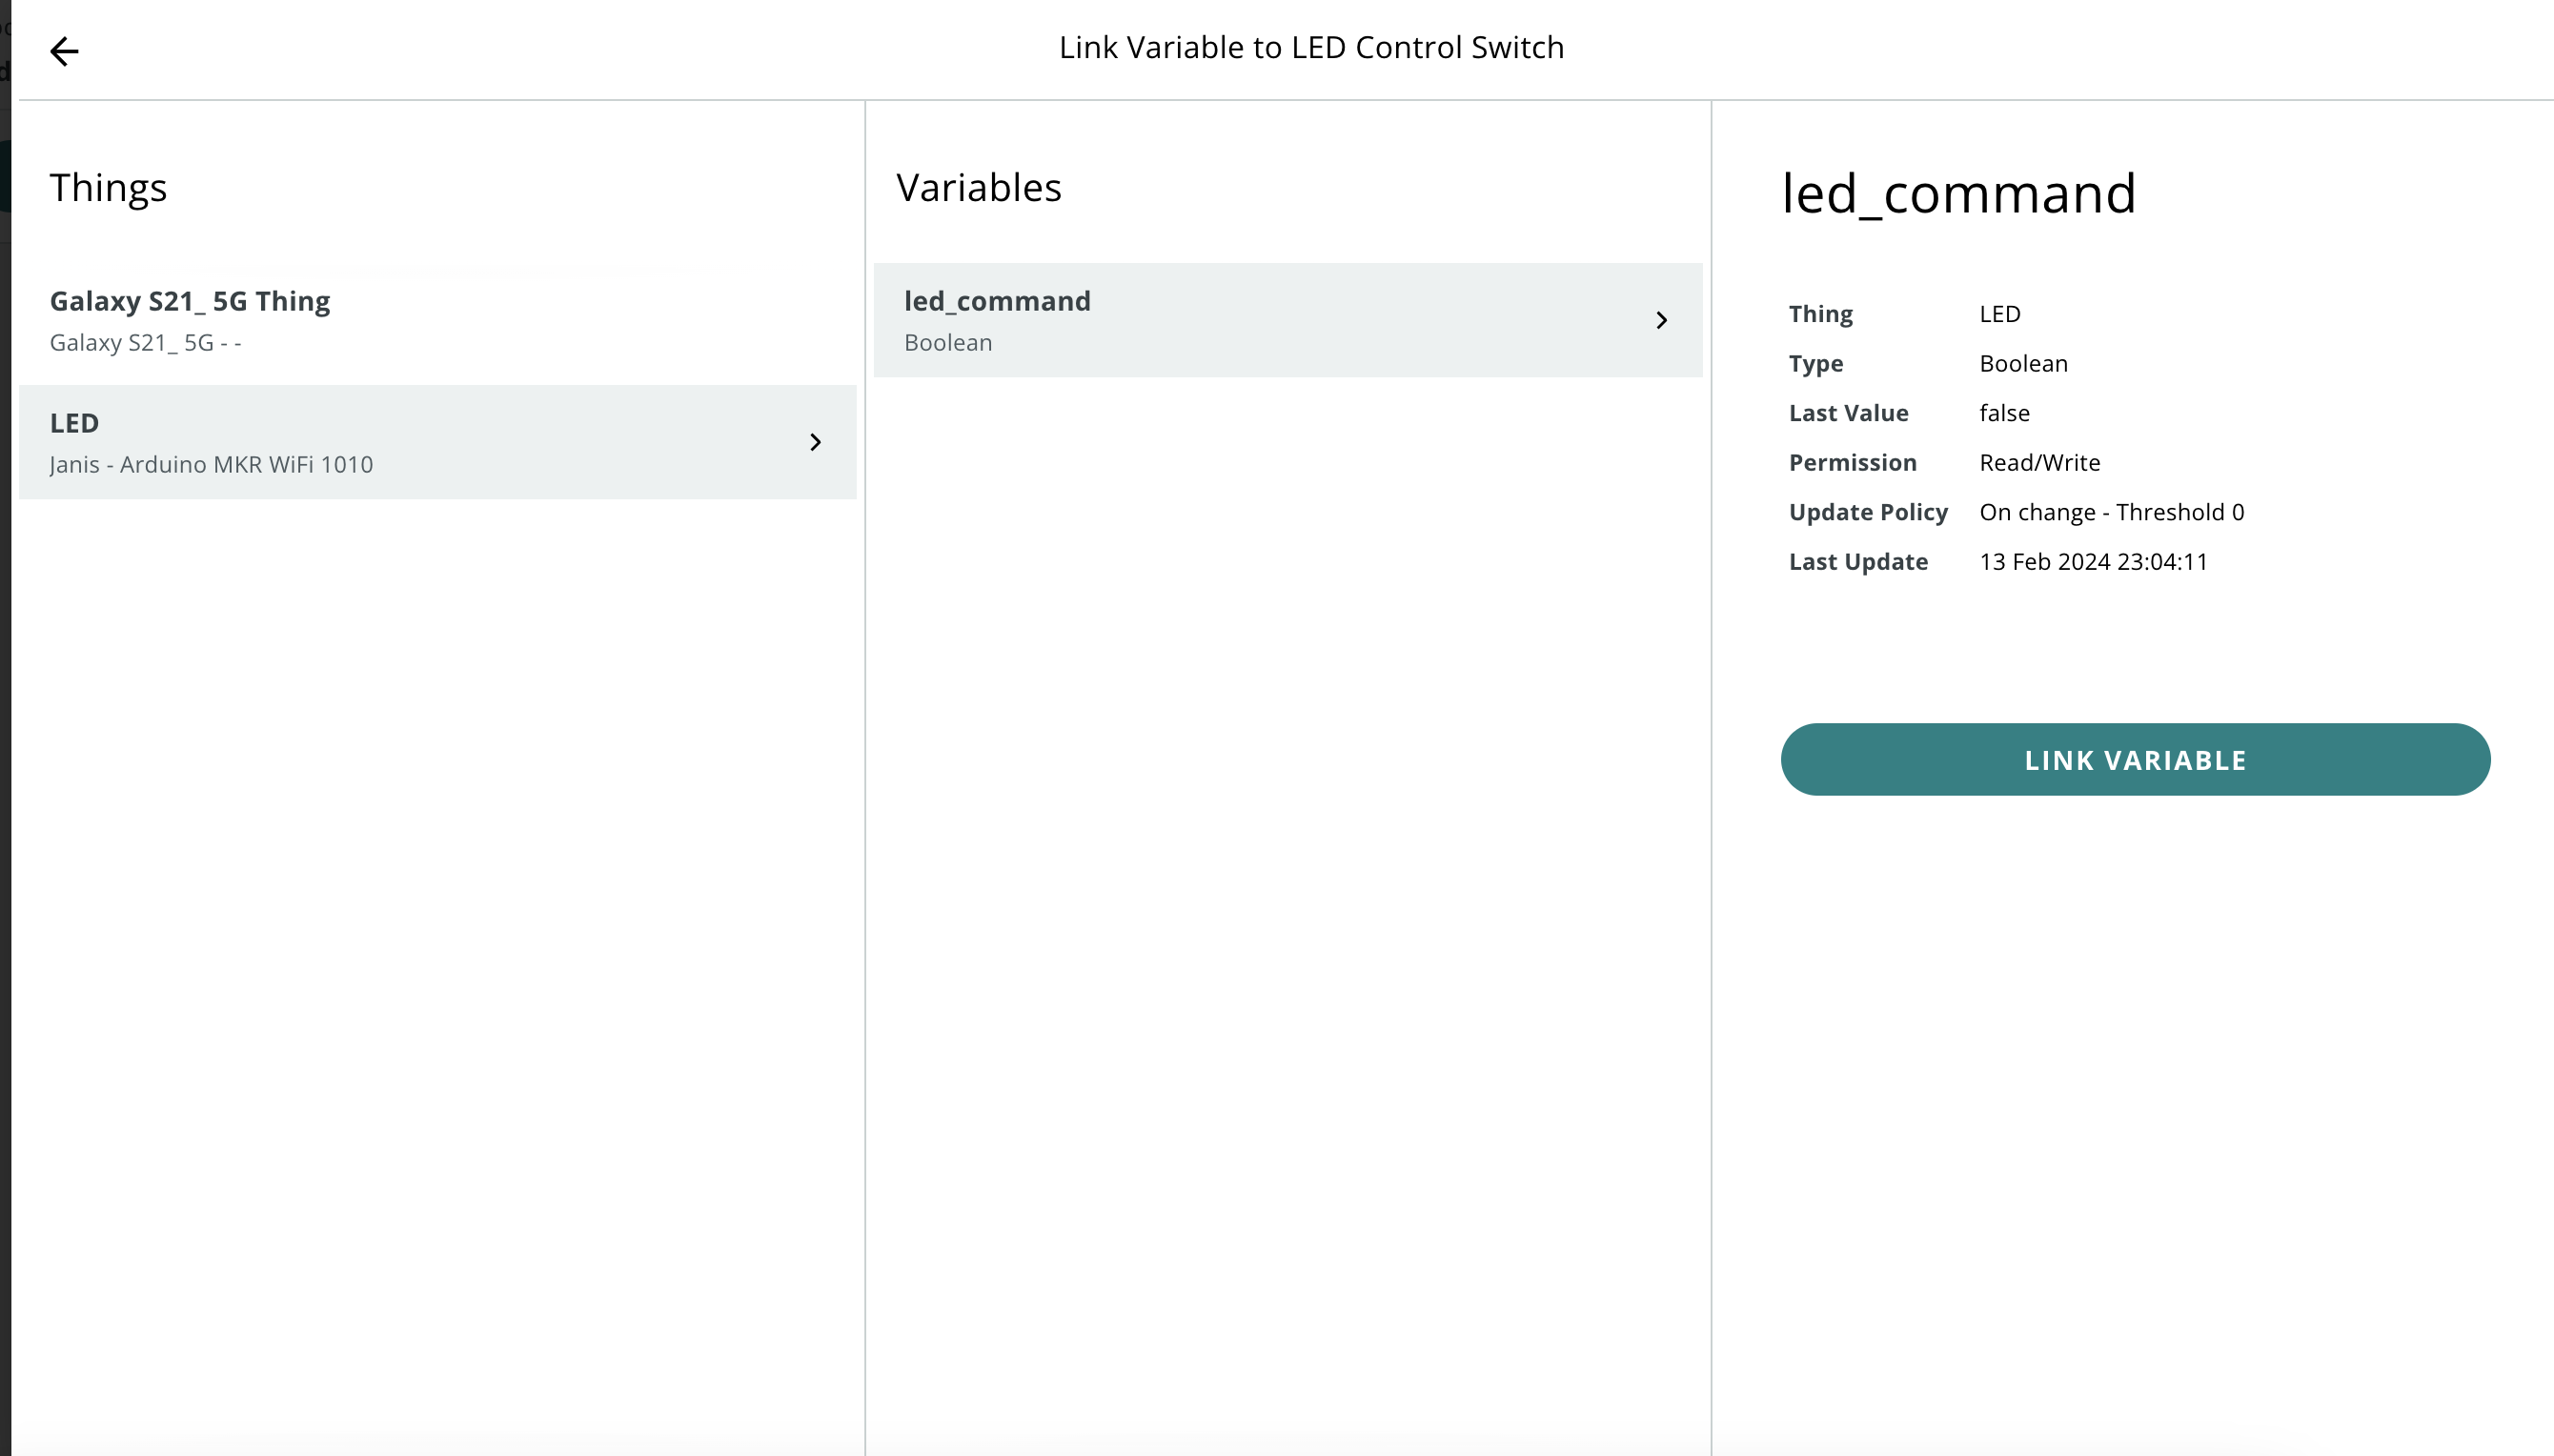 Link Variable to LED Control Switch
Things
Galaxy S21_ 5G Thing
Galaxy S21_ 5G - -
LED
Janis - Arduino MKR WiFi 1010
Variables
led_command
Boolean
led_command
Thing LED
Type Boolean
Last Value false
Permission Read/Write
Update Policy On change - Threshold 0
Last Update 13 Feb 2024 23:04:11
LINK VARIABLE